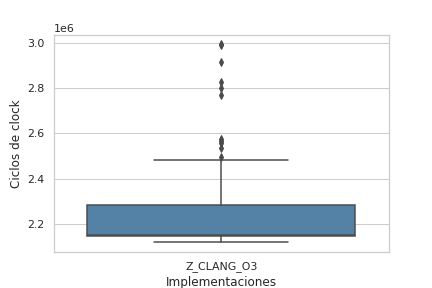 1e6
3.0
2.8
2.6
2.4
2.2
Ciclos de clock
Z_CLANG_O3
Implementaciones